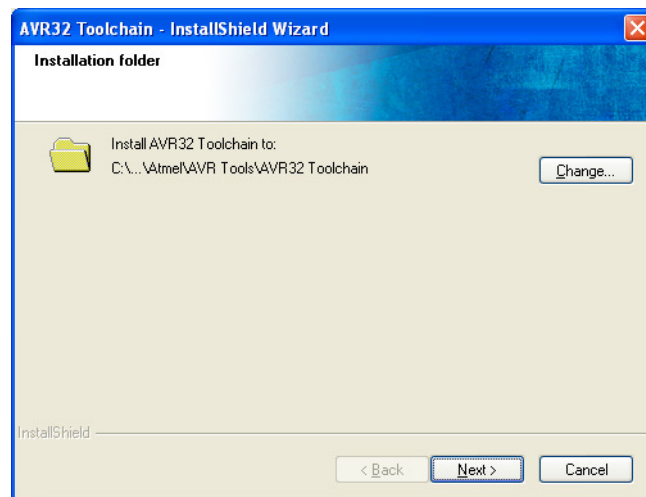 AVR32 Toolchain - InstallShield Wizard
Installation folder
Install AVR32 Toolchain to:
C:\...\Atmel\AVR Tools\AVR32 Toolchain
Change...
InstallShield
< Back
Next >
Cancel